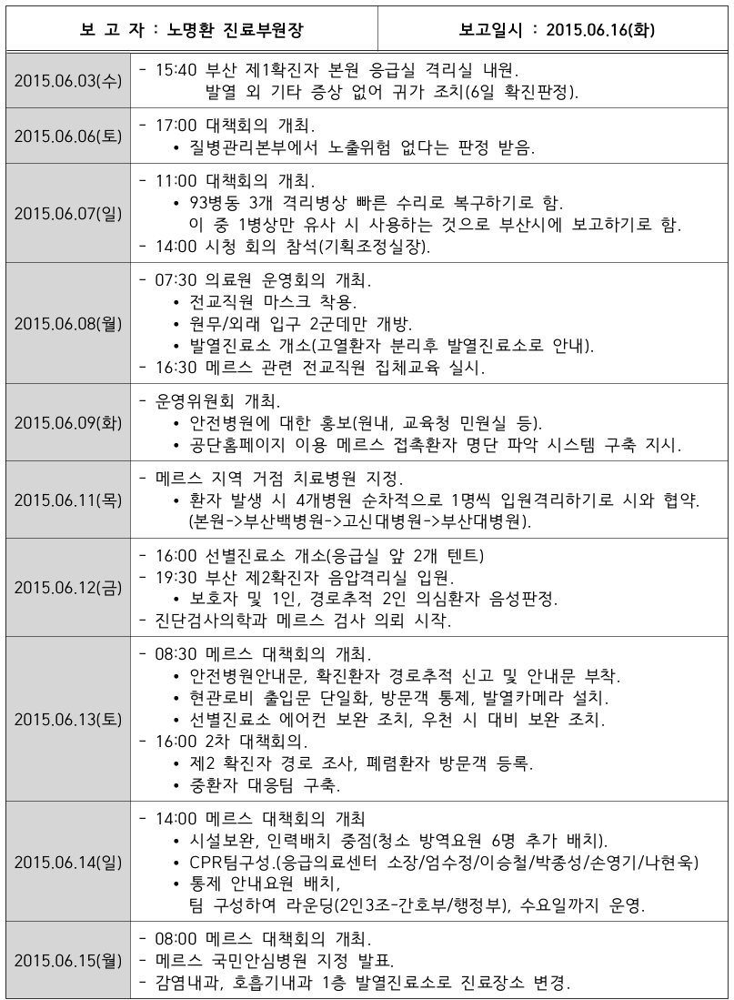 보 고 자 : 노명환 진료부원장
보고일시 : 2015.06.16(화)
2015.06.03(수)
- 15:40 부산 제1확진자 본원 응급실 격리실 내원.
발열 외 기타 증상 없어 귀가 조치(6일 확진판정).
2015.06.06(토)
- 17:00 대책회의 개최.
• 질병관리본부에서 노출위험 없다는 판정 받음.
2015.06.07(일)
- 11:00 대책회의 개최.
• 93병동 3개 격리병상 빠른 수리로 복구하기로 함.
이 중 1병상만 유사 시 사용하는 것으로 부산시에 보고하기로 함.
- 14:00 시청 회의 참석(기획조정실장).
2015.06.08(월)
- 07:30 의료원 운영회의 개최.
• 전교직원 마스크 착용.
• 원무/외래 입구 2군데만 개방.
• 발열진료소 개소(고열환자 분리후 발열진료소로 안내).
- 16:30 메르스 관련 전교직원 집체교육 실시.
2015.06.09(화)
- 운영위원회 개최.
• 안전병원에 대한 홍보(원내, 교육청 민원실 등).
• 공단홈페이지 이용 메르스 접촉환자 명단 파악 시스템 구축 지시.
2015.06.11(목)
- 메르스 지역 거점 치료병원 지정.
• 환자 발생 시 4개병원 순차적으로 1명씩 입원격리하기로 시와 협약.
(본원->부산백병원->고신대병원->부산대병원).
2015.06.12(금)
- 16:00 선별진료소 개소(응급실 앞 2개 텐트)
- 19:30 부산 제2확진자 음압격리실 입원.
• 보호자 및 1인, 경로추적 2인 의심환자 음성판정.
- 진단검사의학과 메르스 검사 의뢰 시작.
2015.06.13(토)
- 08:30 메르스 대책회의 개최.
• 안전병원안내문, 확진환자 경로추적 신고 및 안내문 부착.
• 현관로비 출입문 단일화, 방문객 통제, 발열카메라 설치.
• 선별진료소 에어컨 보완 조치, 우천 시 대비 보완 조치.
- 16:00 2차 대책회의.
• 제2 확진자 경로 조사, 폐렴환자 방문객 등록.
• 중환자 대응팀 구축.
2015.06.14(일)
- 14:00 메르스 대책회의 개최
• 시설보완, 인력배치 중점(청소 방역요원 6명 추가 배치).
• CPR팀구성.(응급의료센터 소장/엄수정/이승철/박종성/손영기/나현욱)
• 통제 안내요원 배치,
팀 구성하여 라운딩(2인3조-간호부/행정부), 수요일까지 운영.
2015.06.15(월)
- 08:00 메르스 대책회의 개최.
- 메르스 국민안심병원 지정 발표.
- 감염내과, 호흡기내과 1층 발열진료소로 진료장소 변경.